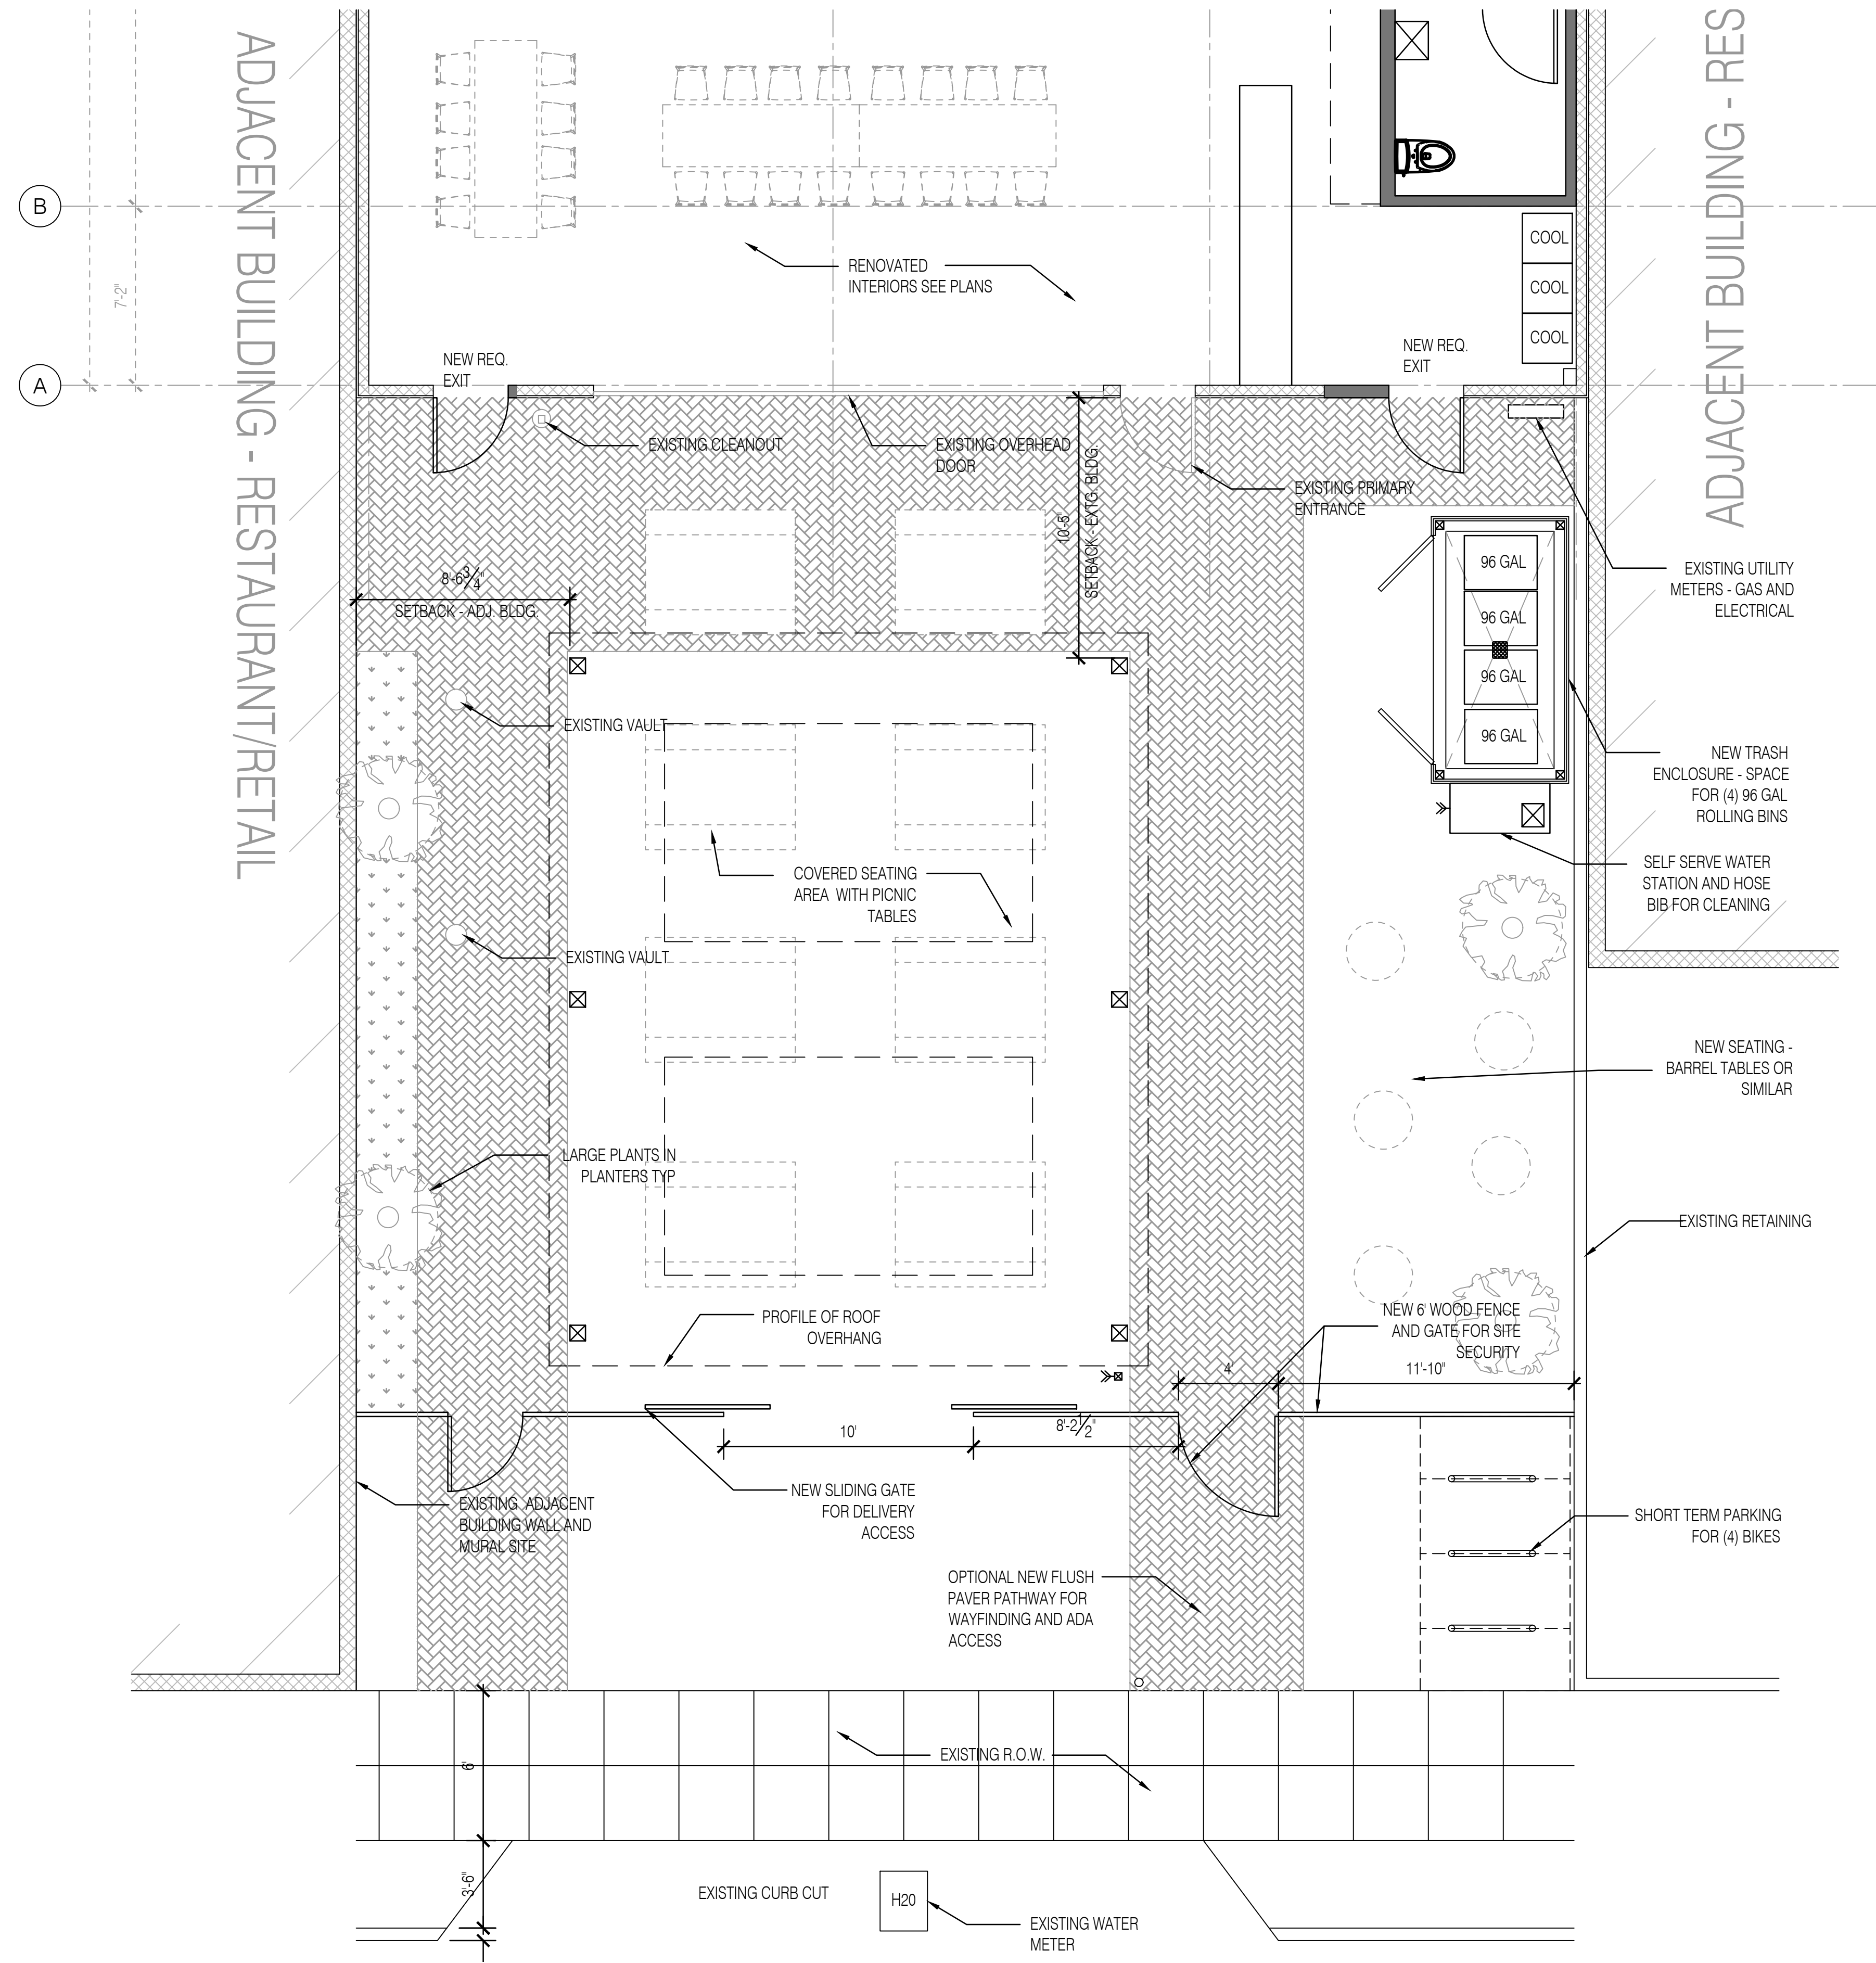 ADJACENT BUILDING - RESTAURANT/RETAIL
ADJACENT BUILDING - RES
B
7'-2"
A
RENOVATED
INTERIORS SEE PLANS
COOL
COOL
COOL
NEW REQ.
EXIT
NEW REQ.
EXIT
EXISTING CLEANOUT
EXISTING OVERHEAD
DOOR
EXISTING PRIMARY
ENTRANCE
10'-5"
SETBACK - EXTG. BLDG.
8'-6 3/4"
SETBACK - ADJ. BLDG.
96 GAL
96 GAL
96 GAL
96 GAL
EXISTING UTILITY
METERS - GAS AND
ELECTRICAL
EXISTING VAULT
NEW TRASH
ENCLOSURE - SPACE
FOR (4) 96 GAL
ROLLING BINS
COVERED SEATING
AREA WITH PICNIC
TABLES
SELF SERVE WATER
STATION AND HOSE
BIB FOR CLEANING
EXISTING VAULT
NEW SEATING -
BARREL TABLES OR
SIMILAR
LARGE PLANTS IN
PLANTERS TYP
EXISTING RETAINING
PROFILE OF ROOF
OVERHANG
NEW 6' WOOD FENCE
AND GATE FOR SITE
SECURITY
4'
11'-10"
10'
8'-2 1/2"
NEW SLIDING GATE
FOR DELIVERY
ACCESS
EXISTING ADJACENT
BUILDING WALL AND
MURAL SITE
SHORT TERM PARKING
FOR (4) BIKES
OPTIONAL NEW FLUSH
PAVER PATHWAY FOR
WAYFINDING AND ADA
ACCESS
6'
EXISTING R.O.W.
3'-6"
EXISTING CURB CUT
H20
EXISTING WATER
METER